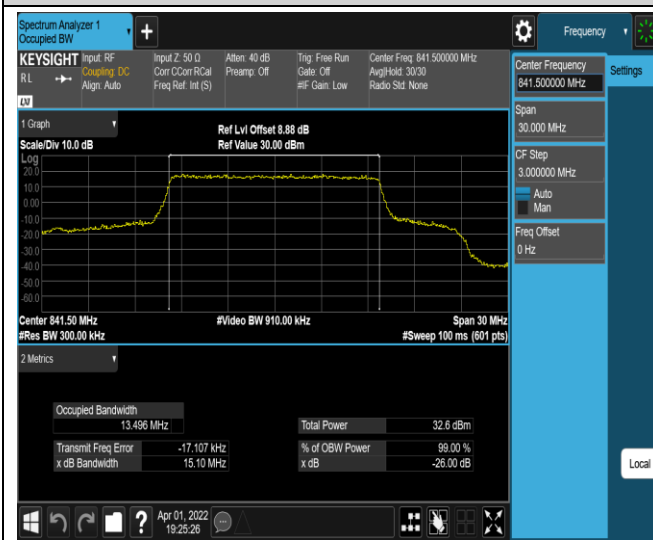 Spectrum Analyzer 1
Occupied BW
+
Frequency
KEYSIGHT
RL
LXI
Input: RF
Coupling: DC
Align: Auto
Input Z: 50 Ω
Corr CCorr RCal
Freq Ref: Int (S)
Atten: 40 dB
Preamp: Off
Trig: Free Run
Gate: Off
#IF Gain: Low
Center Freq: 841.500000 MHz
Avg|Hold: 30/30
Radio Std: None
Center Frequency
841.500000 MHz
Settings
Span
30.000 MHz
CF Step
3.000000 MHz
Auto
Man
Freq Offset
0 Hz
1 Graph
Scale/Div 10.0 dB
Ref Lvl Offset 8.88 dB
Ref Value 30.00 dBm
Log
20.0
10.0
0.00
-10.0
-20.0
-30.0
-40.0
-50.0
-60.0
Center 841.50 MHz
#Video BW 910.00 kHz
Span 30 MHz
#Res BW 300.00 kHz
#Sweep 100 ms (601 pts)
2 Metrics
Occupied Bandwidth
13.496 MHz
Total Power 32.6 dBm
Transmit Freq Error -17.107 kHz
% of OBW Power 99.00 %
x dB Bandwidth 15.10 MHz
x dB -26.00 dB
Local
?
Apr 01, 2022
19:25:26